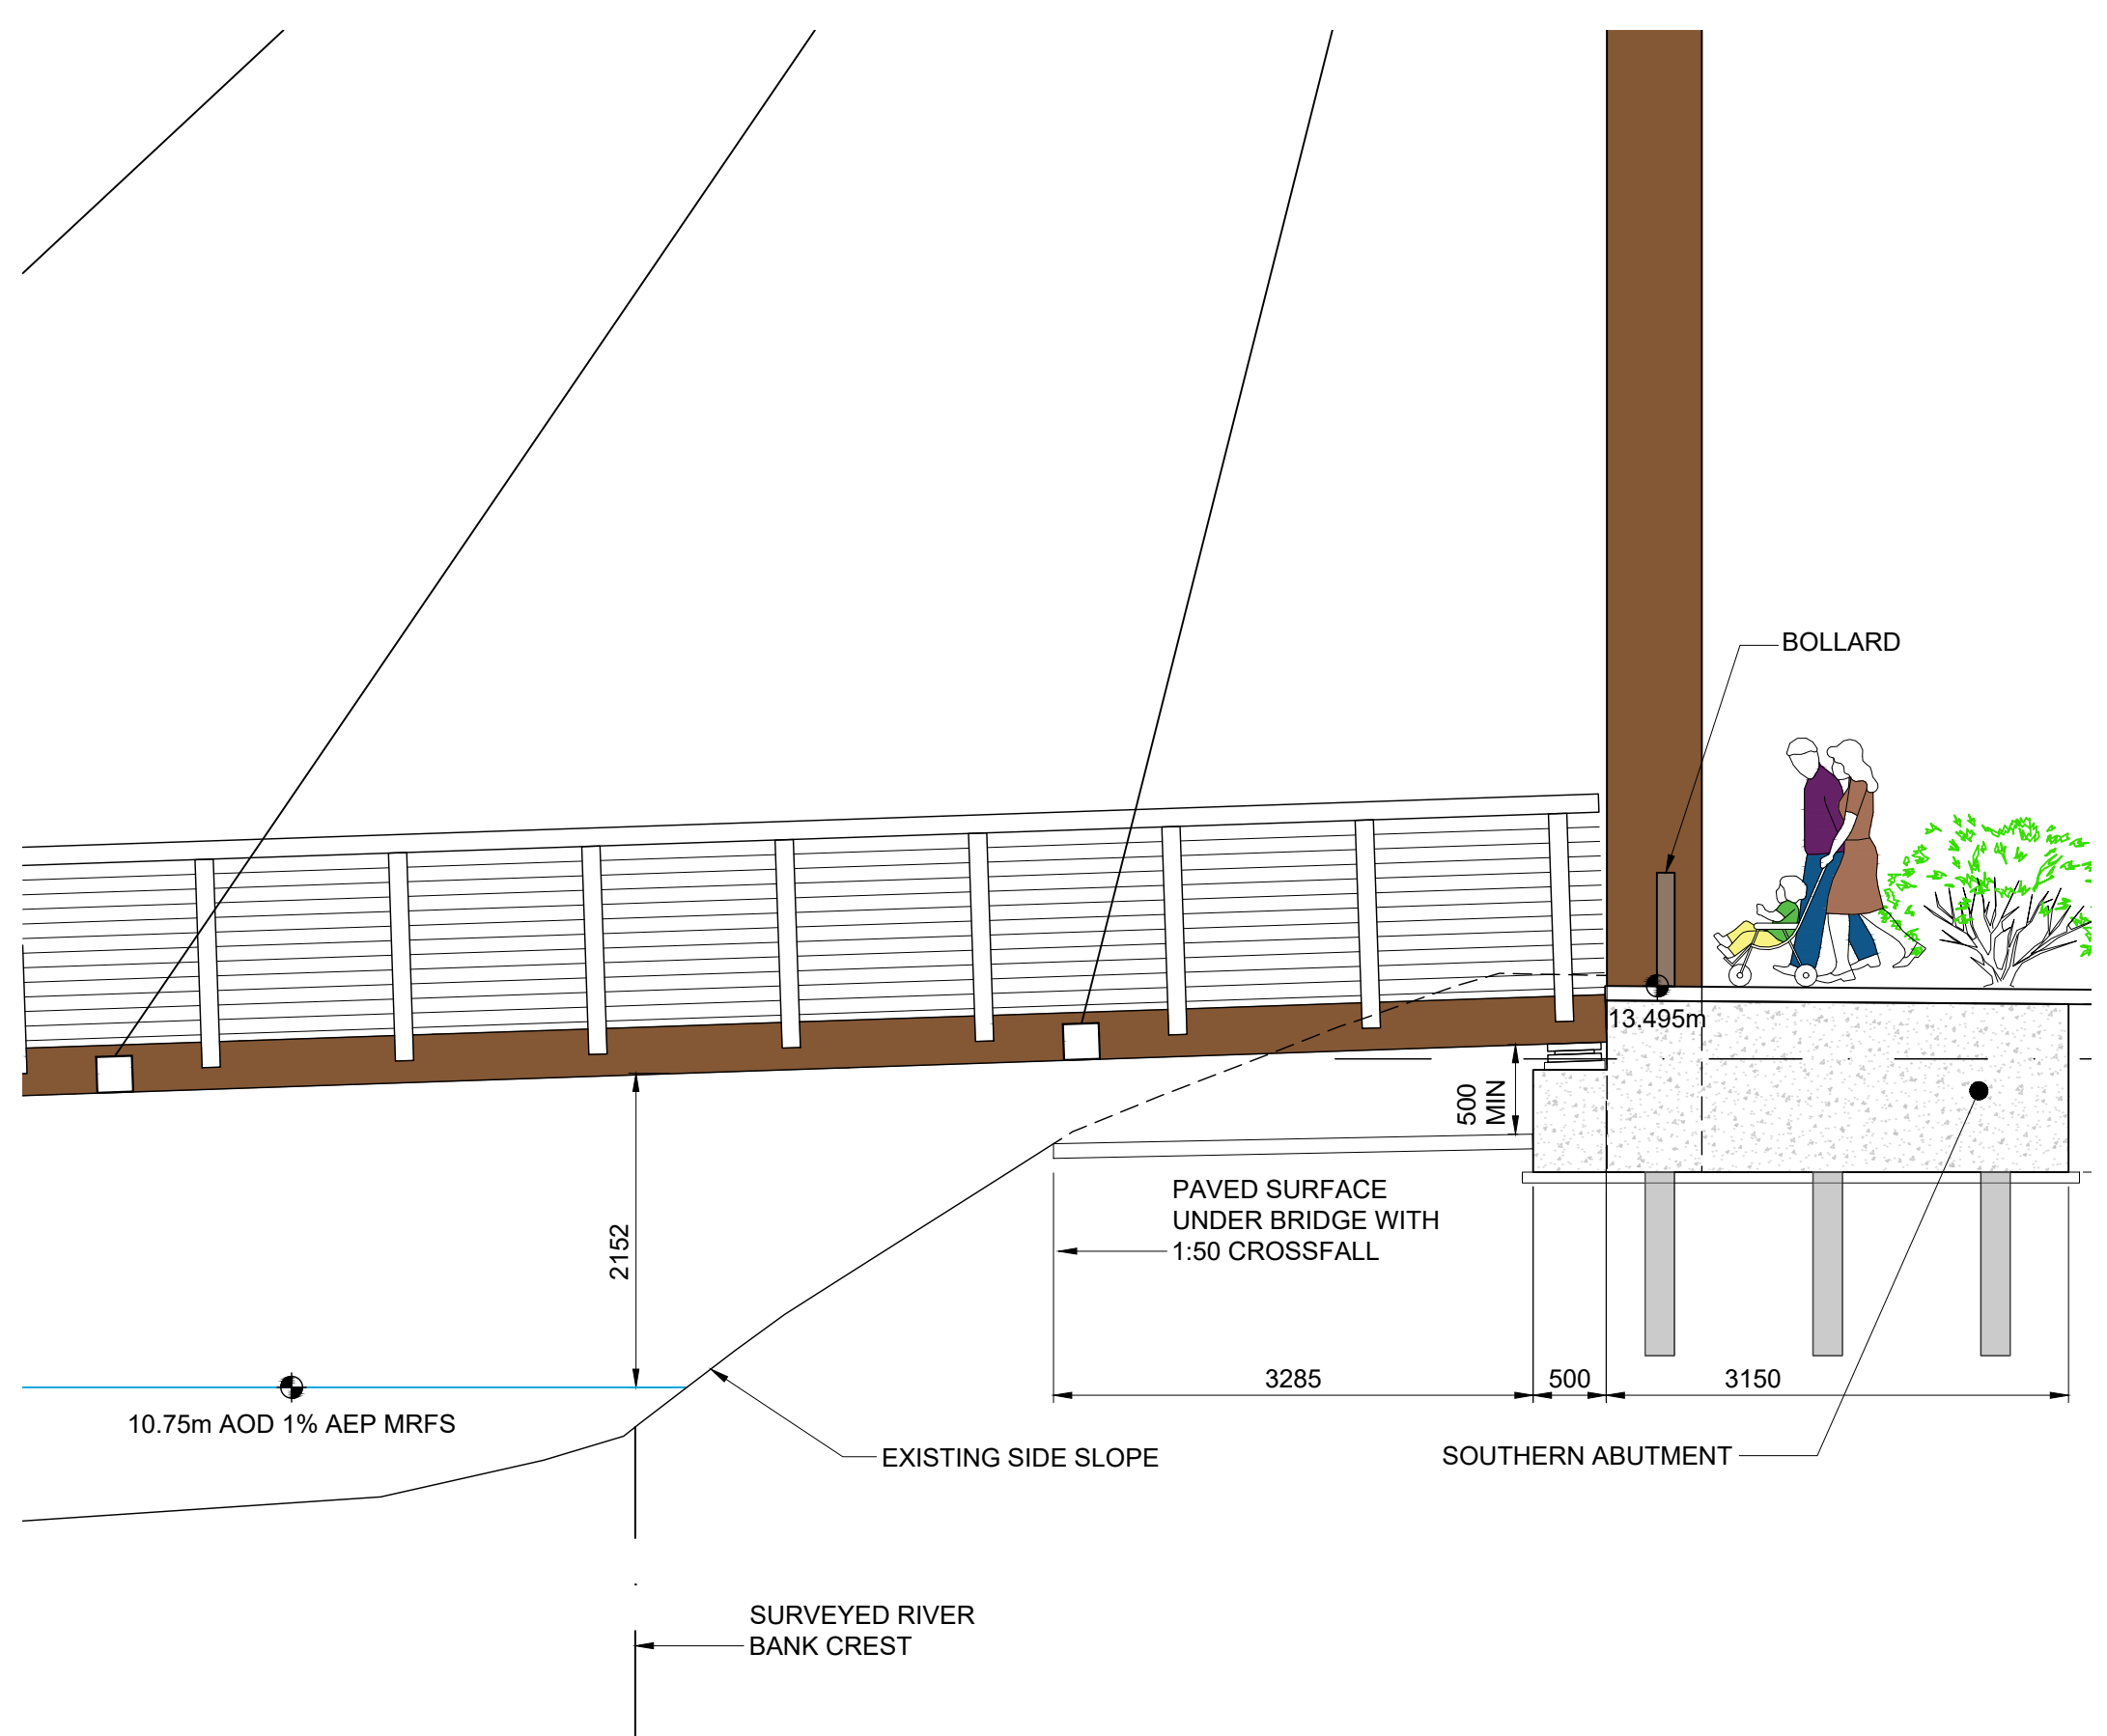 BOLLARD
13.495m
500
MIN
PAVED SURFACE
UNDER BRIDGE WITH
1:50 CROSSFALL
2152
3285
500
3150
10.75m AOD 1% AEP MRFS
EXISTING SIDE SLOPE
SOUTHERN ABUTMENT
SURVEYED RIVER
BANK CREST